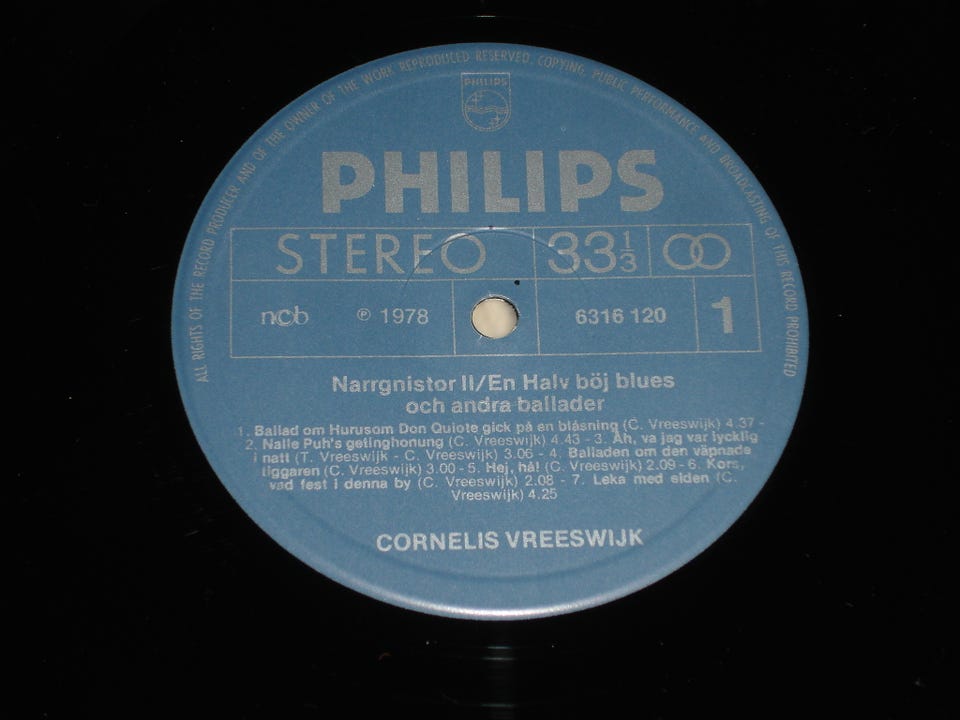 ALL RIGHTS OF THE RECORD PRODUCER AND OF THE OWNER OF THE WORK REPRODUCED RESERVED. COPYING, PUBLIC PERFORMANCE AND BROADCASTING OF THIS RECORD PROHIBITED
PHILIPS
PHILIPS
STEREO 33 1/3
ncb ℗ 1978 6316 120 1
Narrgnistor II/En Halv böj blues
och andra ballader
1. Ballad om Hurusom Don Quiote gick på en blåsning (C. Vreeswijk) 4.37 -
2. Nalle Puh's getinghonung (C. Vreeswijk) 4.43 - 3. Åh, va jag var lycklig
i natt (T. Vreeswijk - C. Vreeswijk) 3.06 - 4. Balladen om den väpnade
tiggaren (C. Vreeswijk) 3.00 - 5. Hej, hå! (C. Vreeswijk) 2.09 - 6. Kors,
vad fest i denna by (C. Vreeswijk) 2.08 - 7. Leka med elden (C.
Vreeswijk) 4.25
CORNELIS VREESWIJK